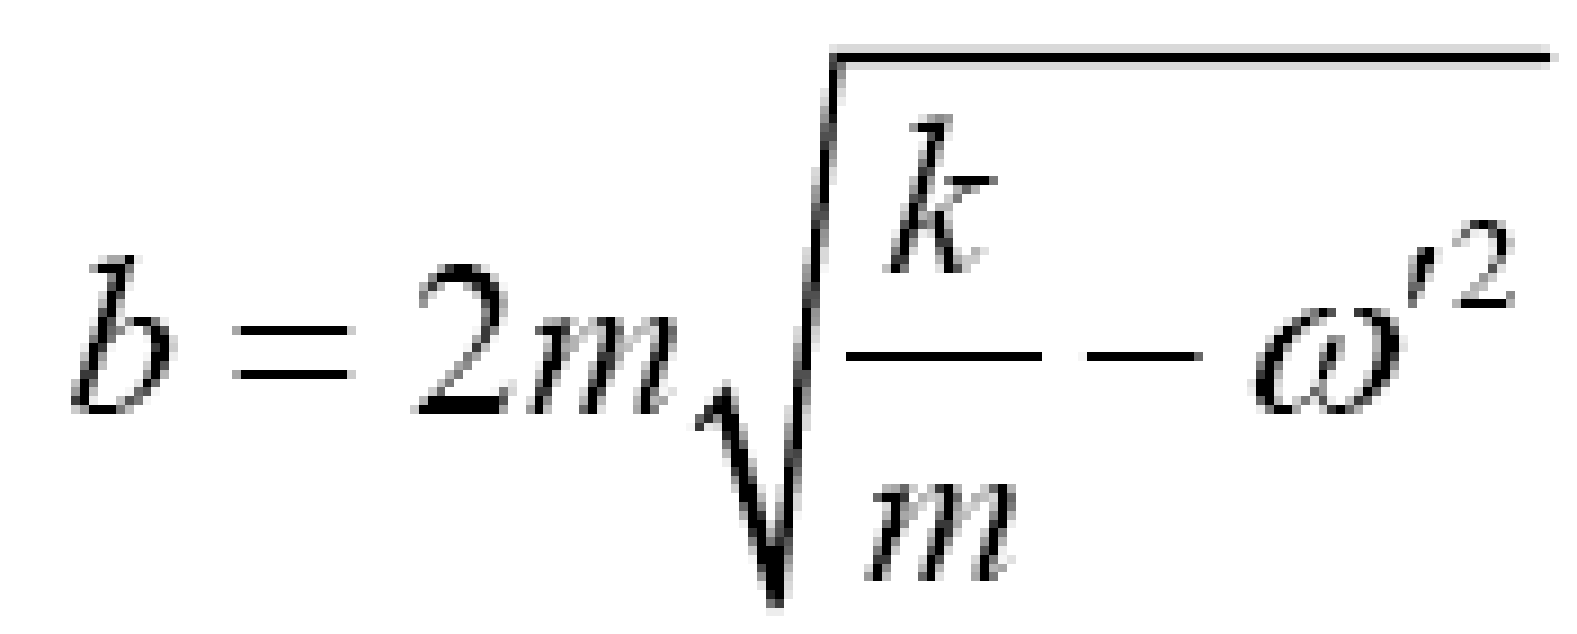 b = 2m√(k/m − ω′²)